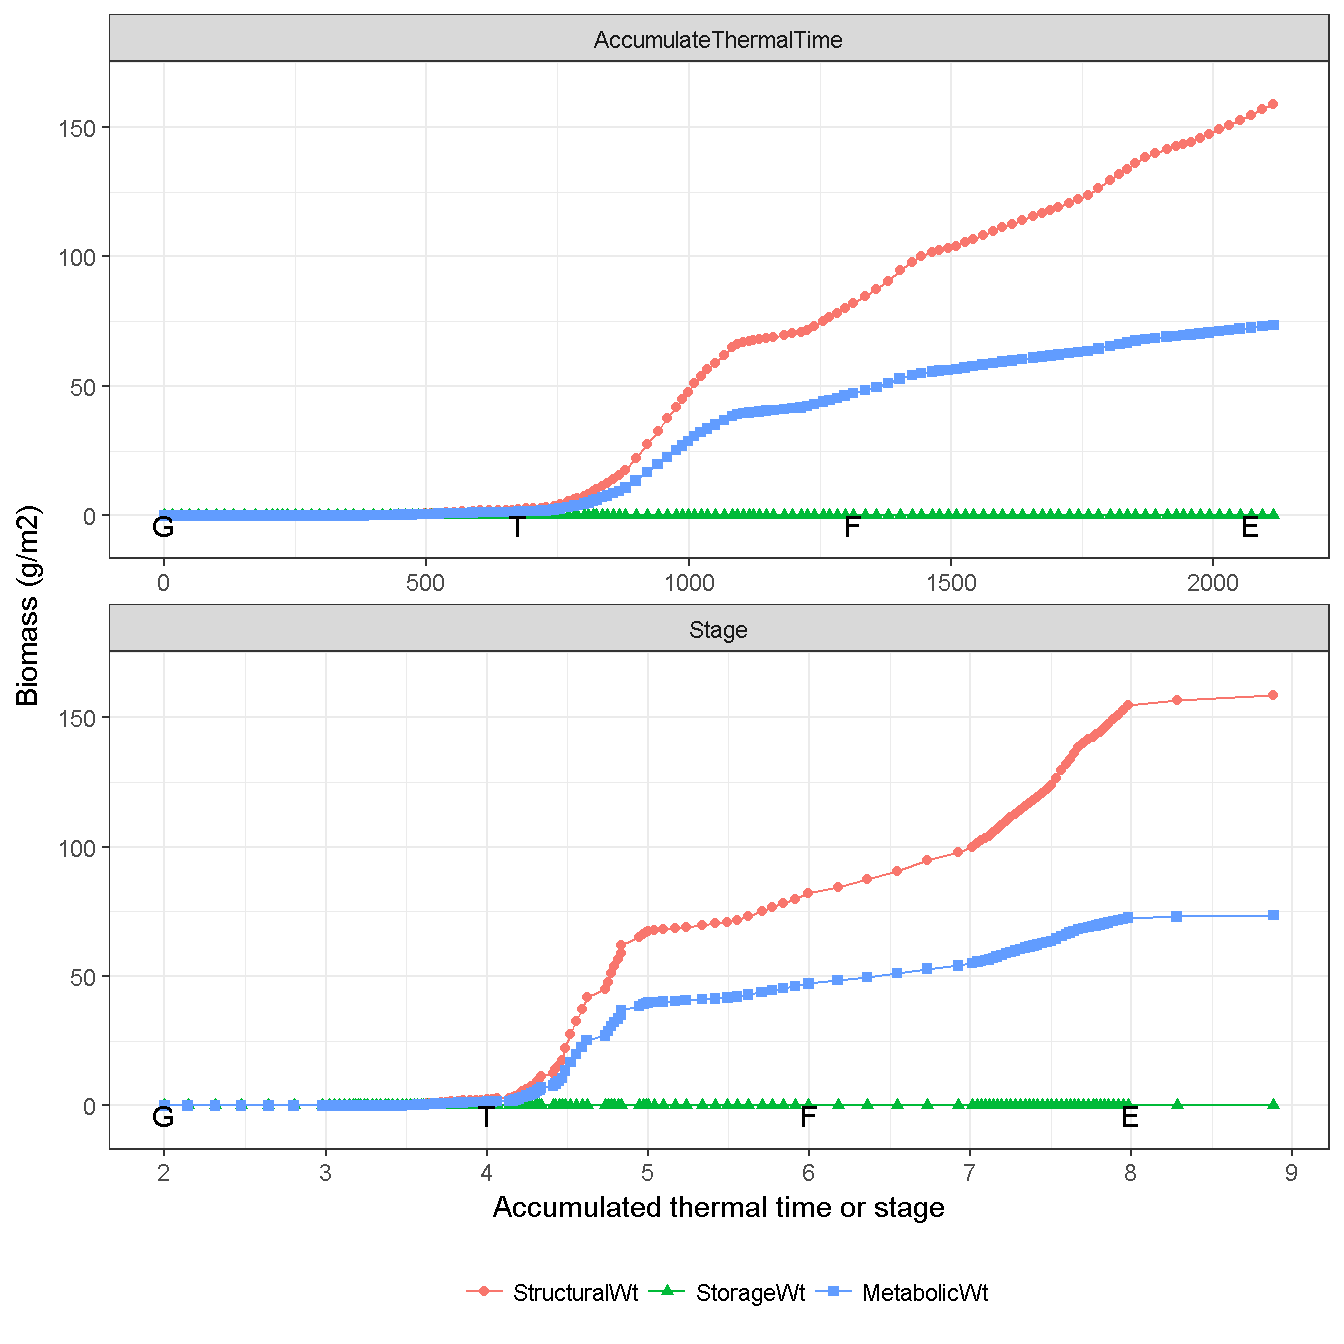 AccumulateThermalTime
150
100
50
0
G T F E
0 500 1000 1500 2000
Biomass (g/m2)
Stage
150
100
50
0
G T F E
2 3 4 5 6 7 8 9
Accumulated thermal time or stage
StructuralWt StorageWt MetabolicWt